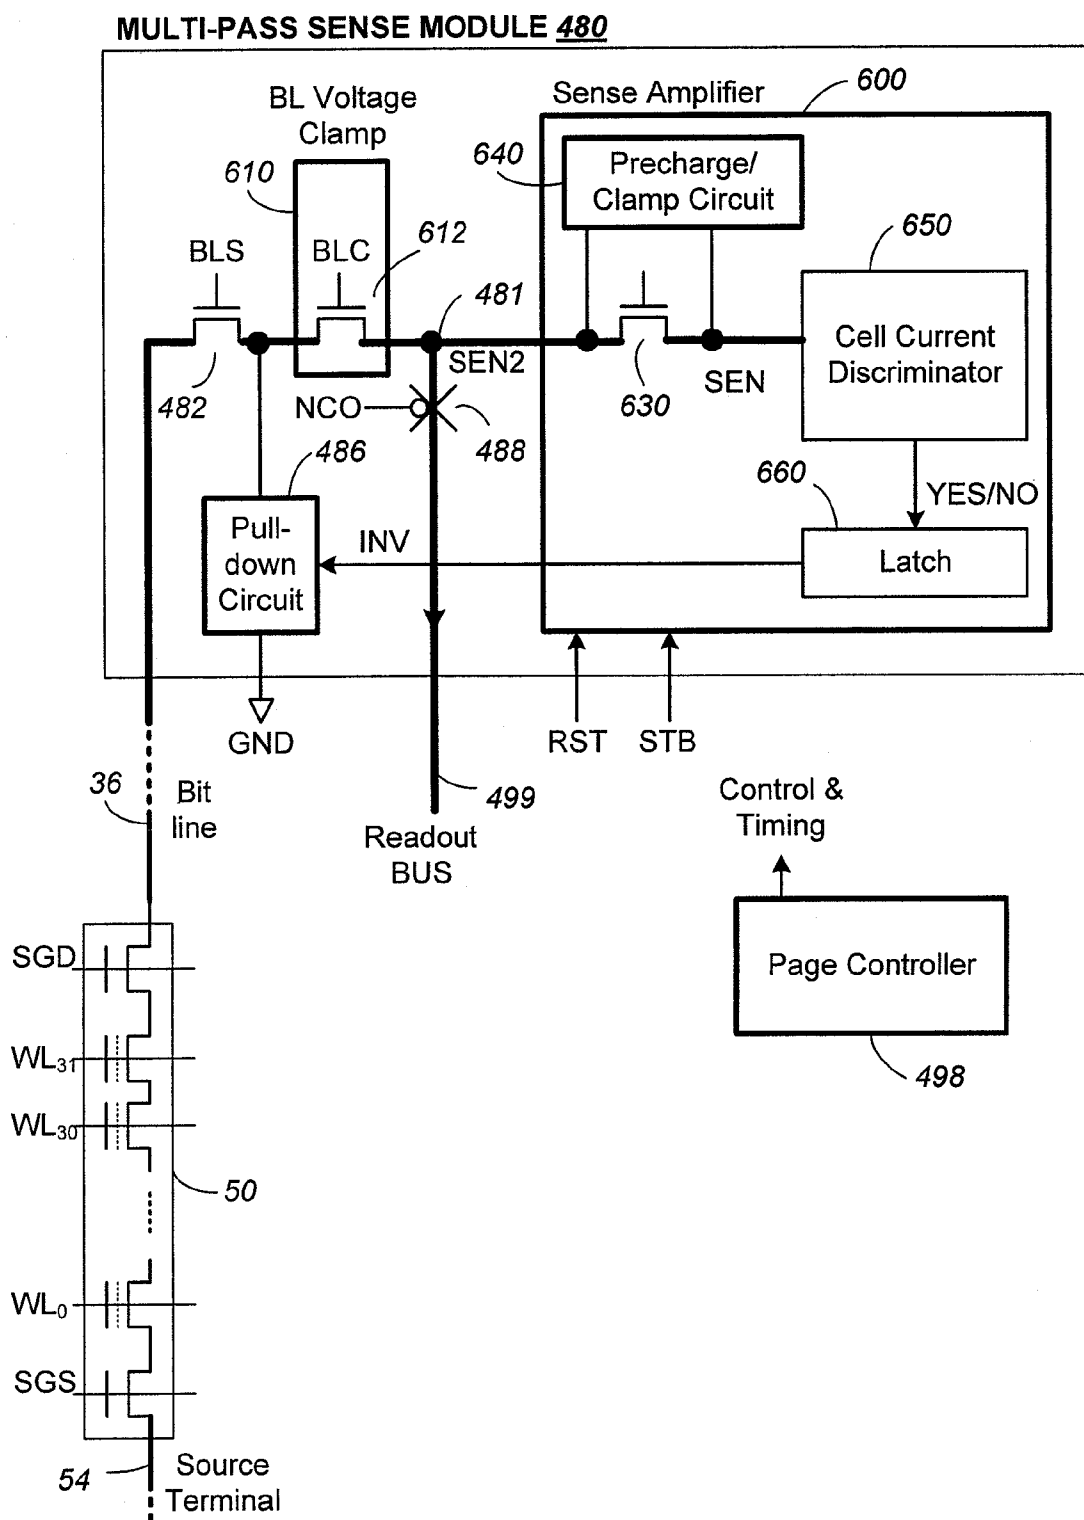 MULTI-PASS SENSE MODULE 480
BL Voltage
Clamp
Sense Amplifier
600
610
640
Precharge/
Clamp Circuit
650
BLS
BLC
612
481
SEN2
482
NCO
488
630
SEN
Cell Current
Discriminator
486
Pull-
down
Circuit
INV
660
YES/NO
Latch
GND
RST
STB
36
Bit
line
499
Readout
BUS
Control &
Timing
Page Controller
498
SGD
WL31
WL30
50
WL0
SGS
54
Source
Terminal